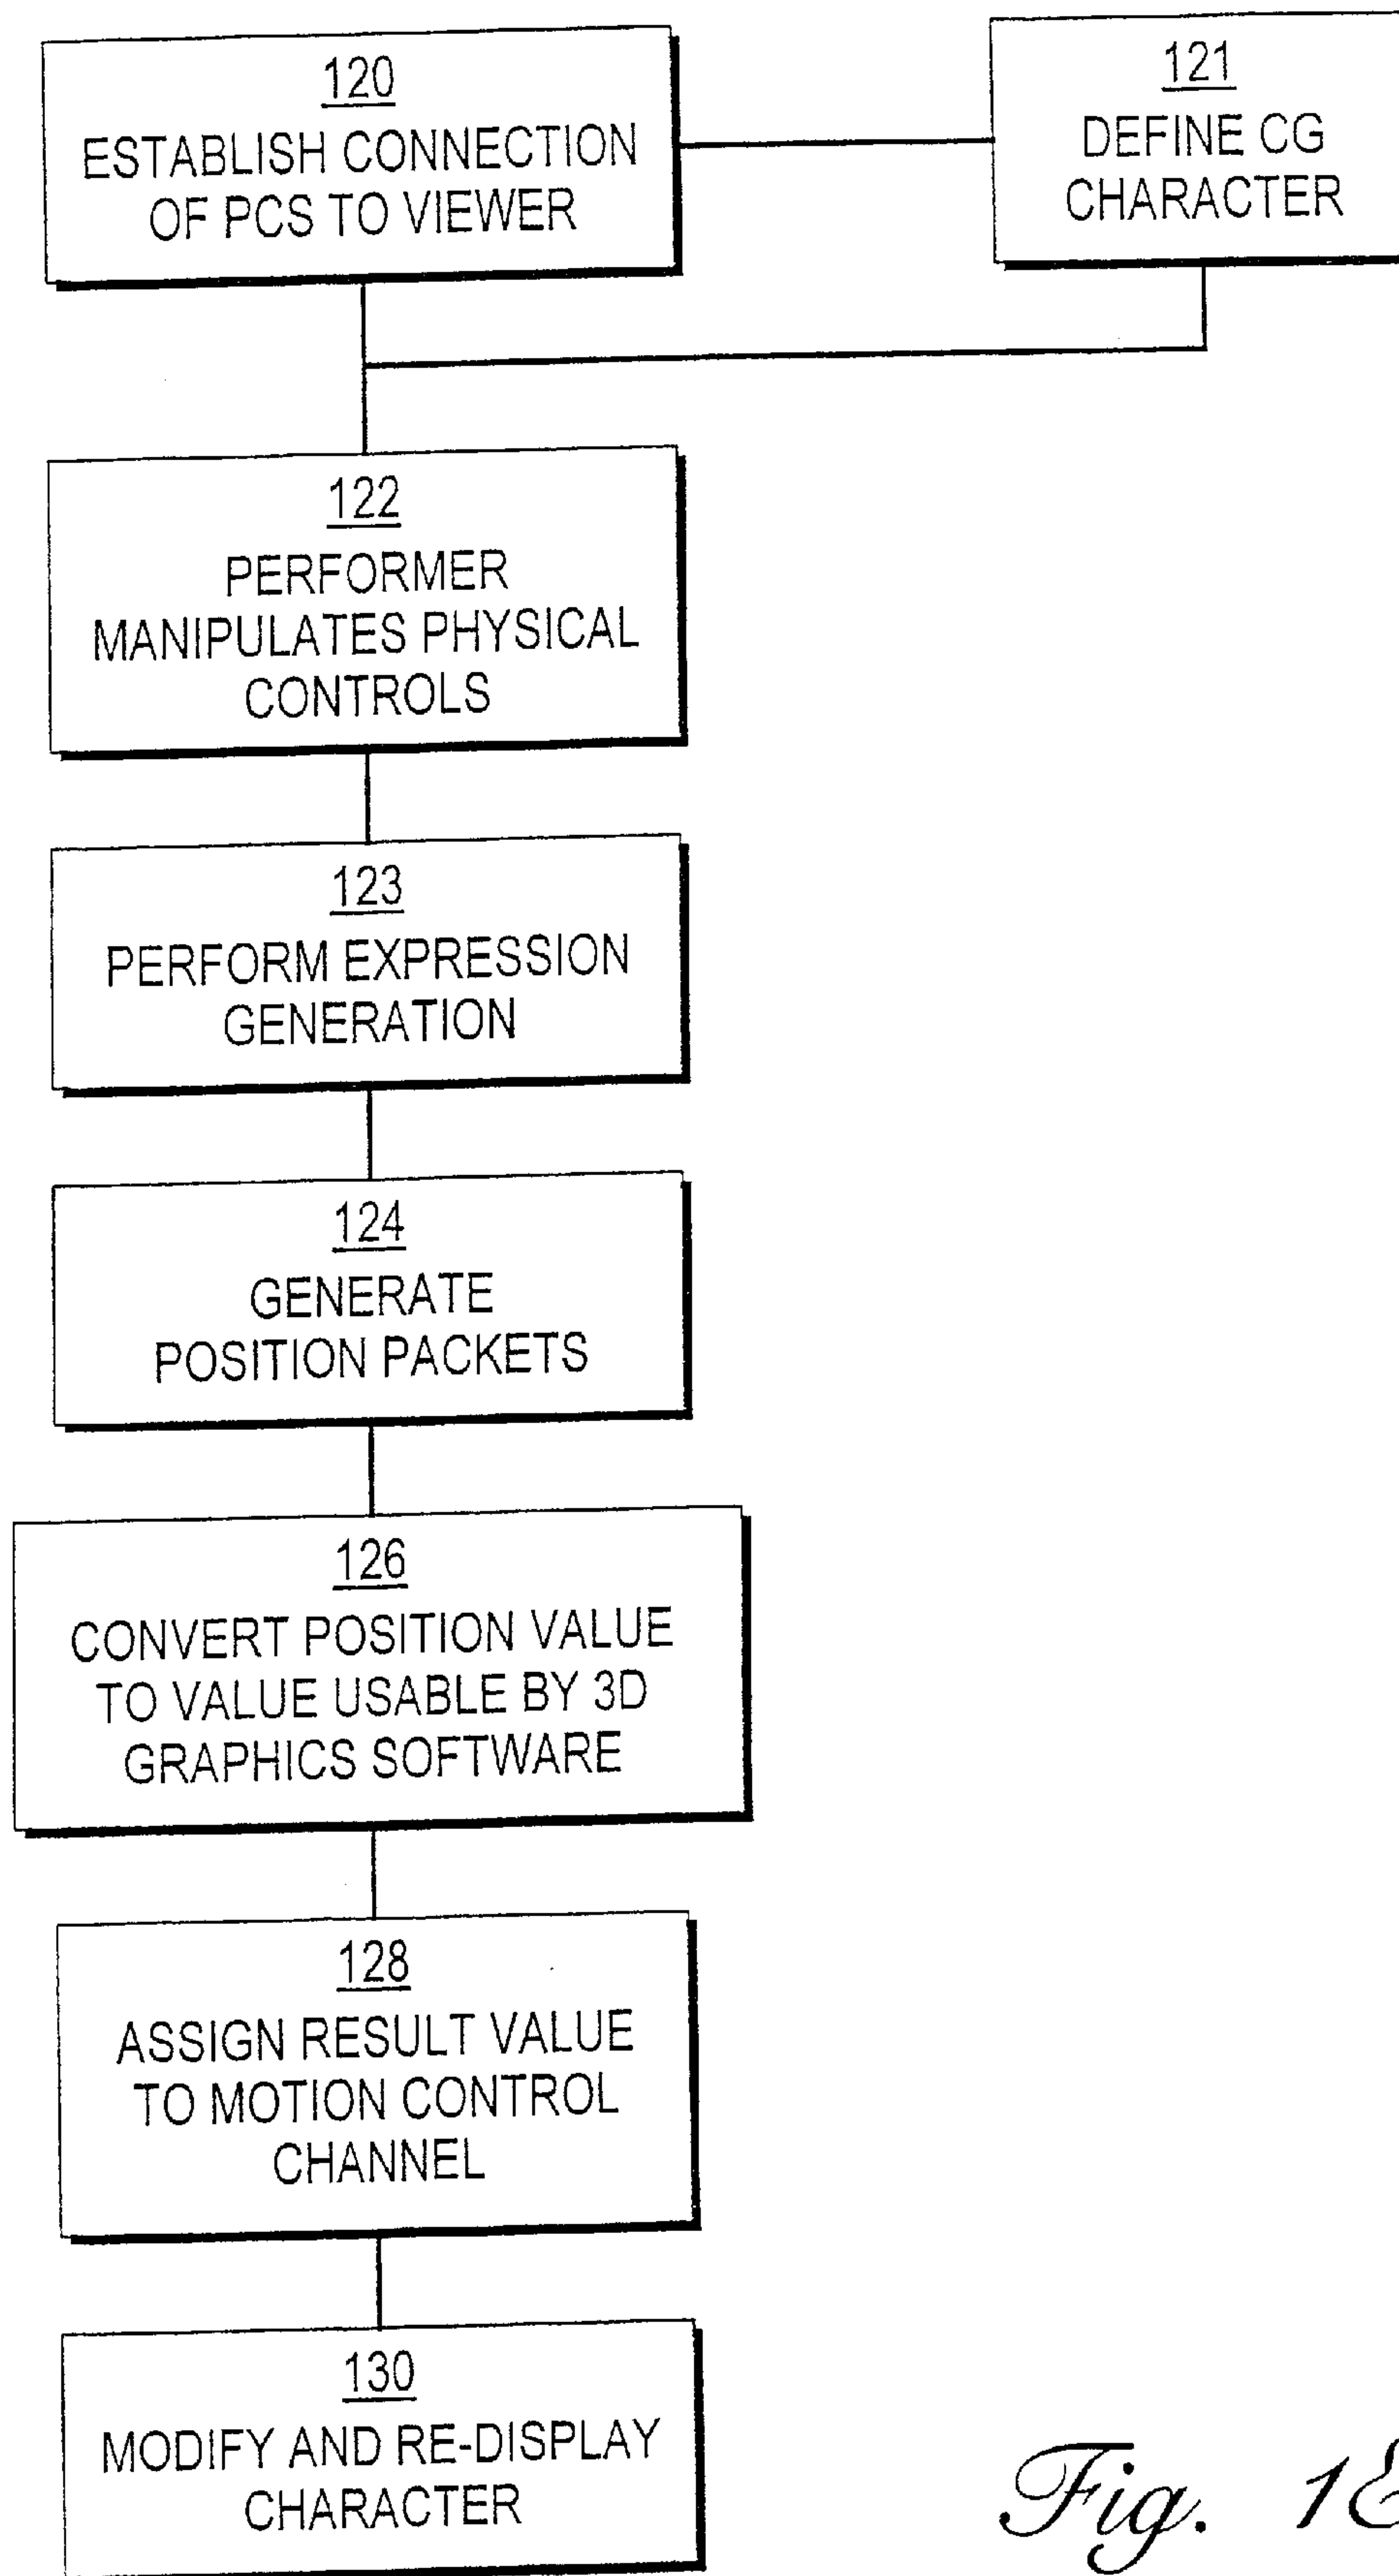 120
ESTABLISH CONNECTION
OF PCS TO VIEWER
121
DEFINE CG
CHARACTER
122
PERFORMER
MANIPULATES PHYSICAL
CONTROLS
123
PERFORM EXPRESSION
GENERATION
124
GENERATE
POSITION PACKETS
126
CONVERT POSITION VALUE
TO VALUE USABLE BY 3D
GRAPHICS SOFTWARE
128
ASSIGN RESULT VALUE
TO MOTION CONTROL
CHANNEL
130
MODIFY AND RE-DISPLAY
CHARACTER
Fig. 1E